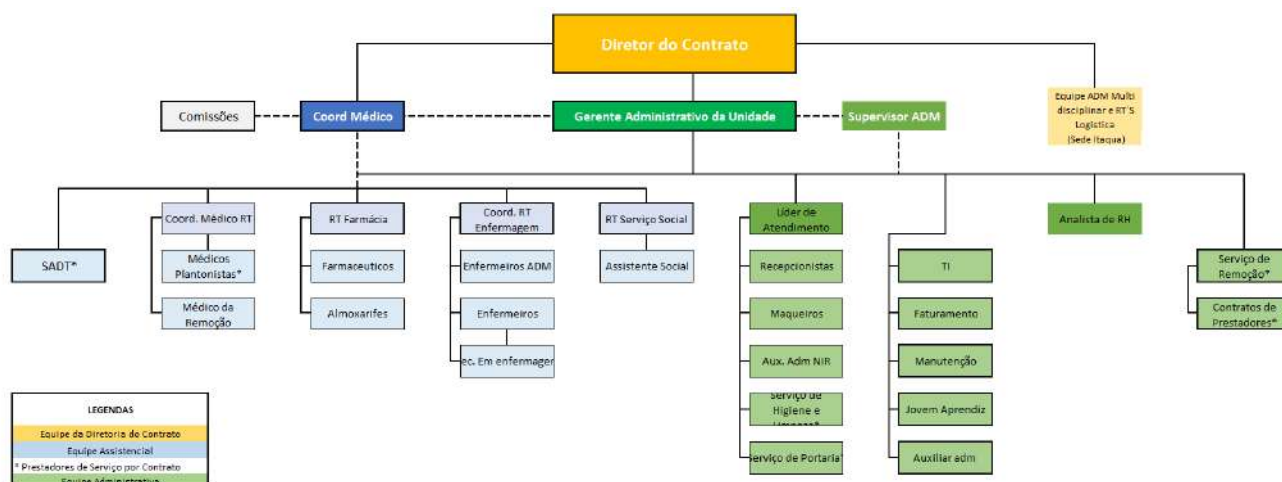 Diretor do Contrato
Comissões
Coord Médico
Gerente Administrativo da Unidade
Supervisor ADM
Equipe ADM Multi
disciplinar e RT´S
Logística
(Sede Itaqua)
SADT*
Coord. Médico RT
Médicos
Plantonistas*
Médico da
Remoção
RT Farmácia
Farmaceuticos
Almoxarifes
Coord. RT
Enfermagem
Enfermeiros ADM
Enfermeiros
ec. Em enfermager
RT Serviço Social
Assistente Social
Líder de
Atendimento
Recepcionistas
Maqueiros
Aux. Adm NIR
Serviço de
Higiene e
Limpeza*
Serviço de Portaria*
TI
Faturamento
Manutenção
Jovem Aprendiz
Auxiliar adm
Analista de RH
Serviço de
Remoção*
Contratos de
Prestadores*
LEGENDAS
Equipe da Diretoria de Contrato
Equipe Assistencial
* Prestadores de Serviço por Contrato
Equipe Administrativa